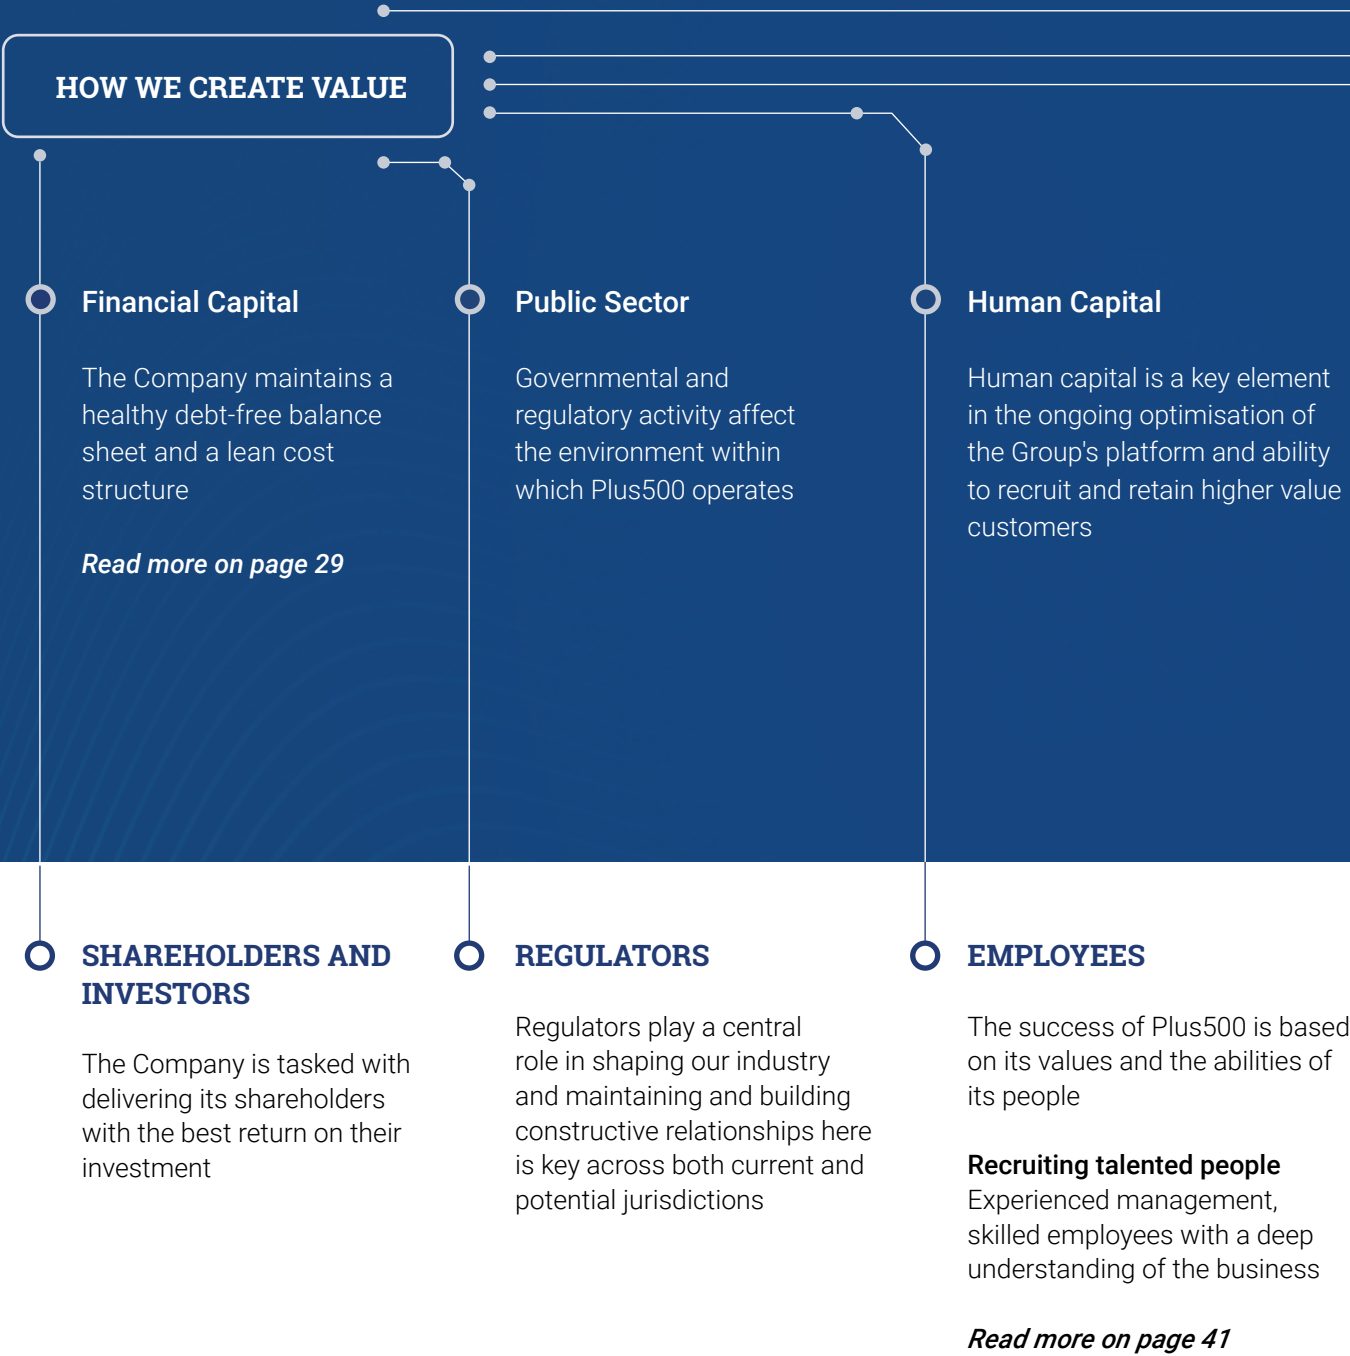 HOW WE CREATE VALUE
Financial Capital
The Company maintains a
healthy debt-free balance
sheet and a lean cost
structure
Read more on page 29
Public Sector
Governmental and
regulatory activity affect
the environment within
which Plus500 operates
Human Capital
Human capital is a key element
in the ongoing optimisation of
the Group's platform and ability
to recruit and retain higher value
customers
SHAREHOLDERS AND
INVESTORS
The Company is tasked with
delivering its shareholders
with the best return on their
investment
REGULATORS
Regulators play a central
role in shaping our industry
and maintaining and building
constructive relationships here
is key across both current and
potential jurisdictions
EMPLOYEES
The success of Plus500 is based
on its values and the abilities of
its people
Recruiting talented people
Experienced management,
skilled employees with a deep
understanding of the business
Read more on page 41